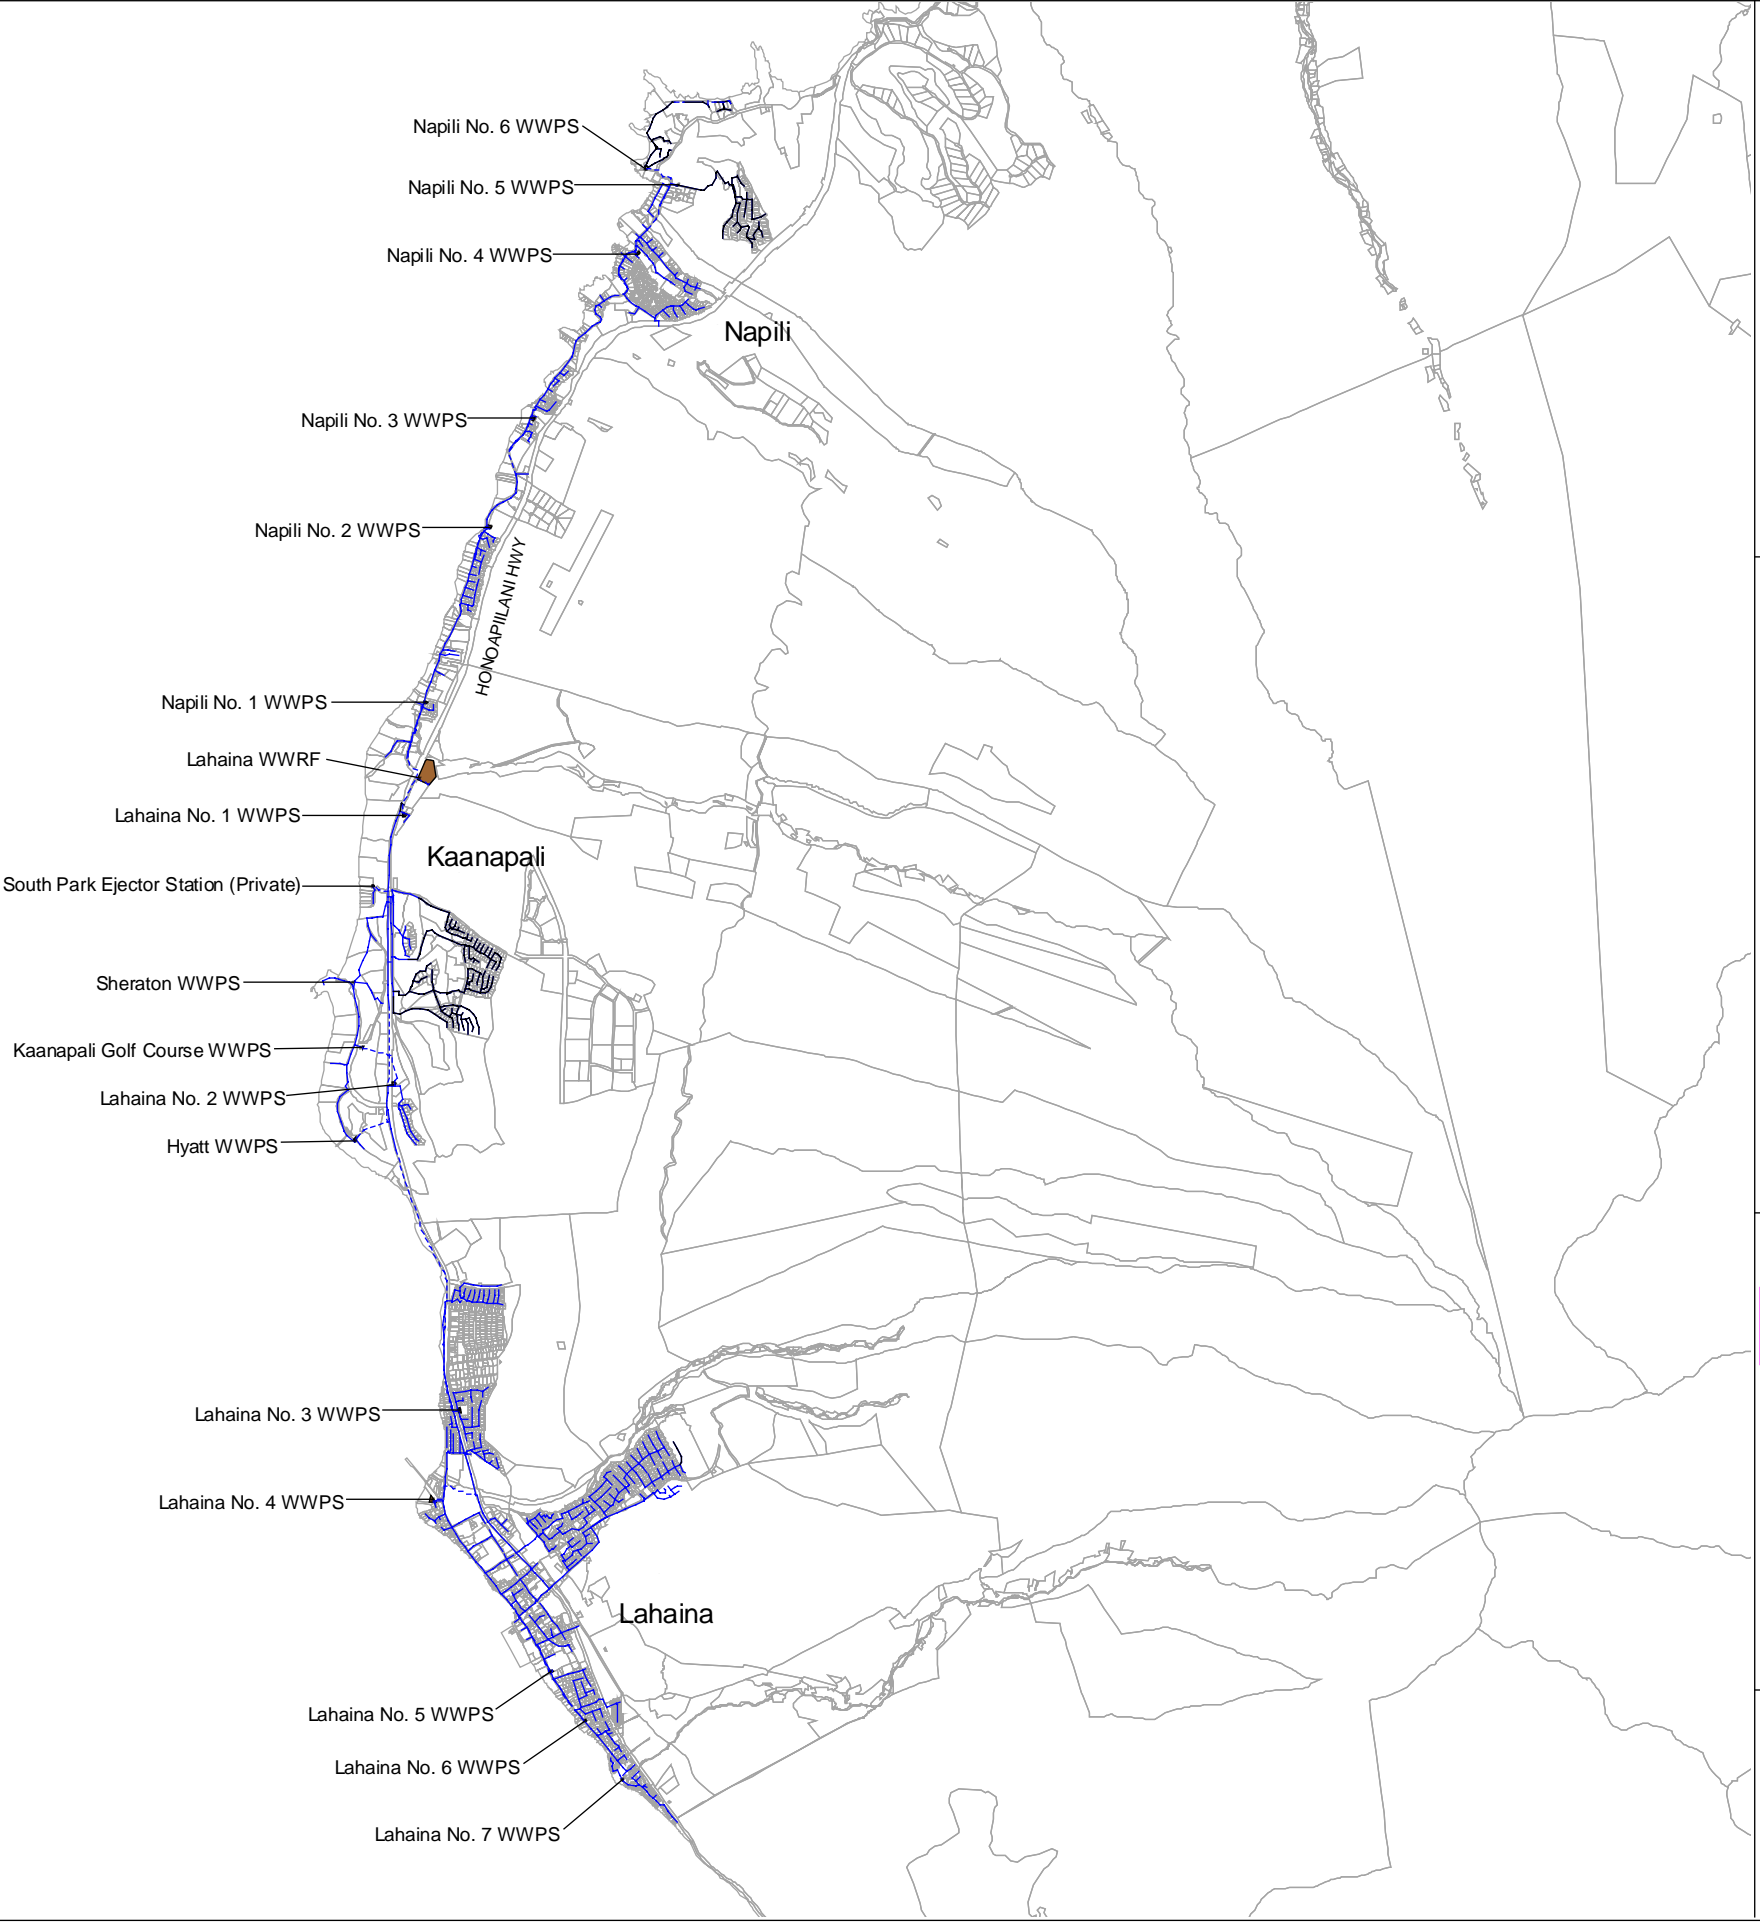 Napili No. 6 WWPS
Napili No. 5 WWPS
Napili No. 4 WWPS
Napili
Napili No. 3 WWPS
Napili No. 2 WWPS
HONOAPIILANI HWY
Napili No. 1 WWPS
Lahaina WWRF
Lahaina No. 1 WWPS
Kaanapali
South Park Ejector Station (Private)
Sheraton WWPS
Kaanapali Golf Course WWPS
Lahaina No. 2 WWPS
Hyatt WWPS
Lahaina No. 3 WWPS
Lahaina No. 4 WWPS
Lahaina
Lahaina No. 5 WWPS
Lahaina No. 6 WWPS
Lahaina No. 7 WWPS